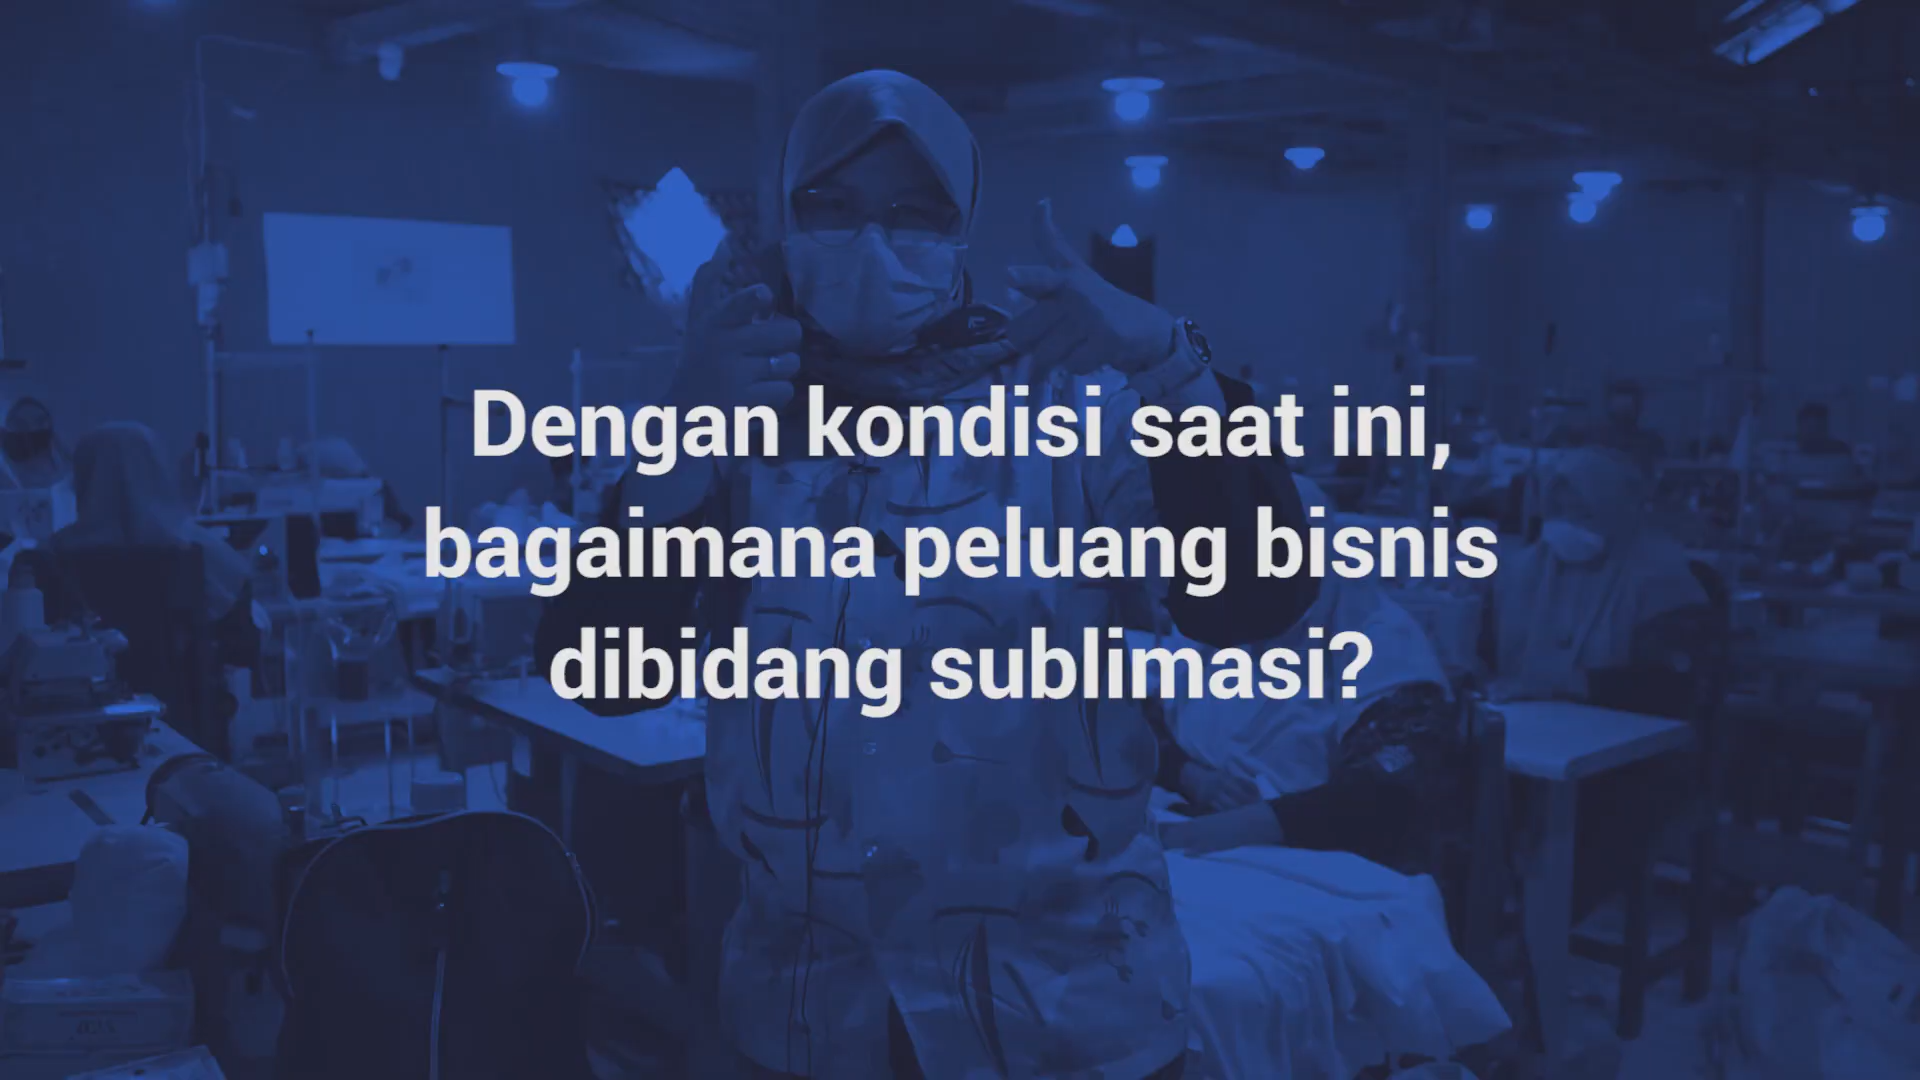 Dengan kondisi saat ini,
bagaimana peluang bisnis
dibidang sublimasi?